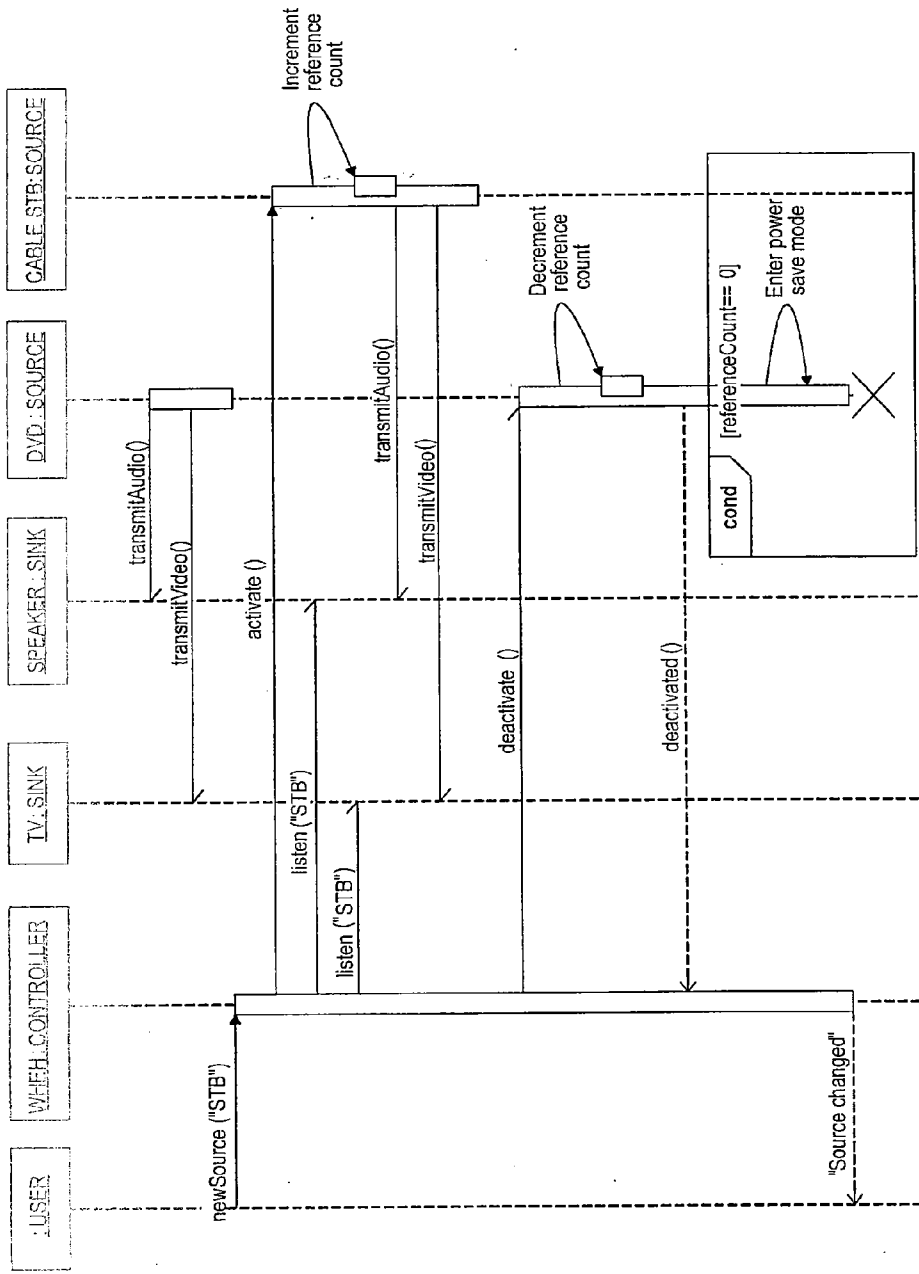 : USER
WHEH : CONTROLLER
TV: SINK
SPEAKER : SINK
DVD : SOURCE
CABLE STB: SOURCE
transmitAudio()
transmitVideo()
newSource ("STB")
activate ()
Increment
reference
count
listen ("STB")
listen ("STB")
transmitAudio()
transmitVideo()
deactivate ()
Decrement
reference
count
deactivated ()
cond
[referenceCount== 0]
Enter power
save mode
"Source changed"